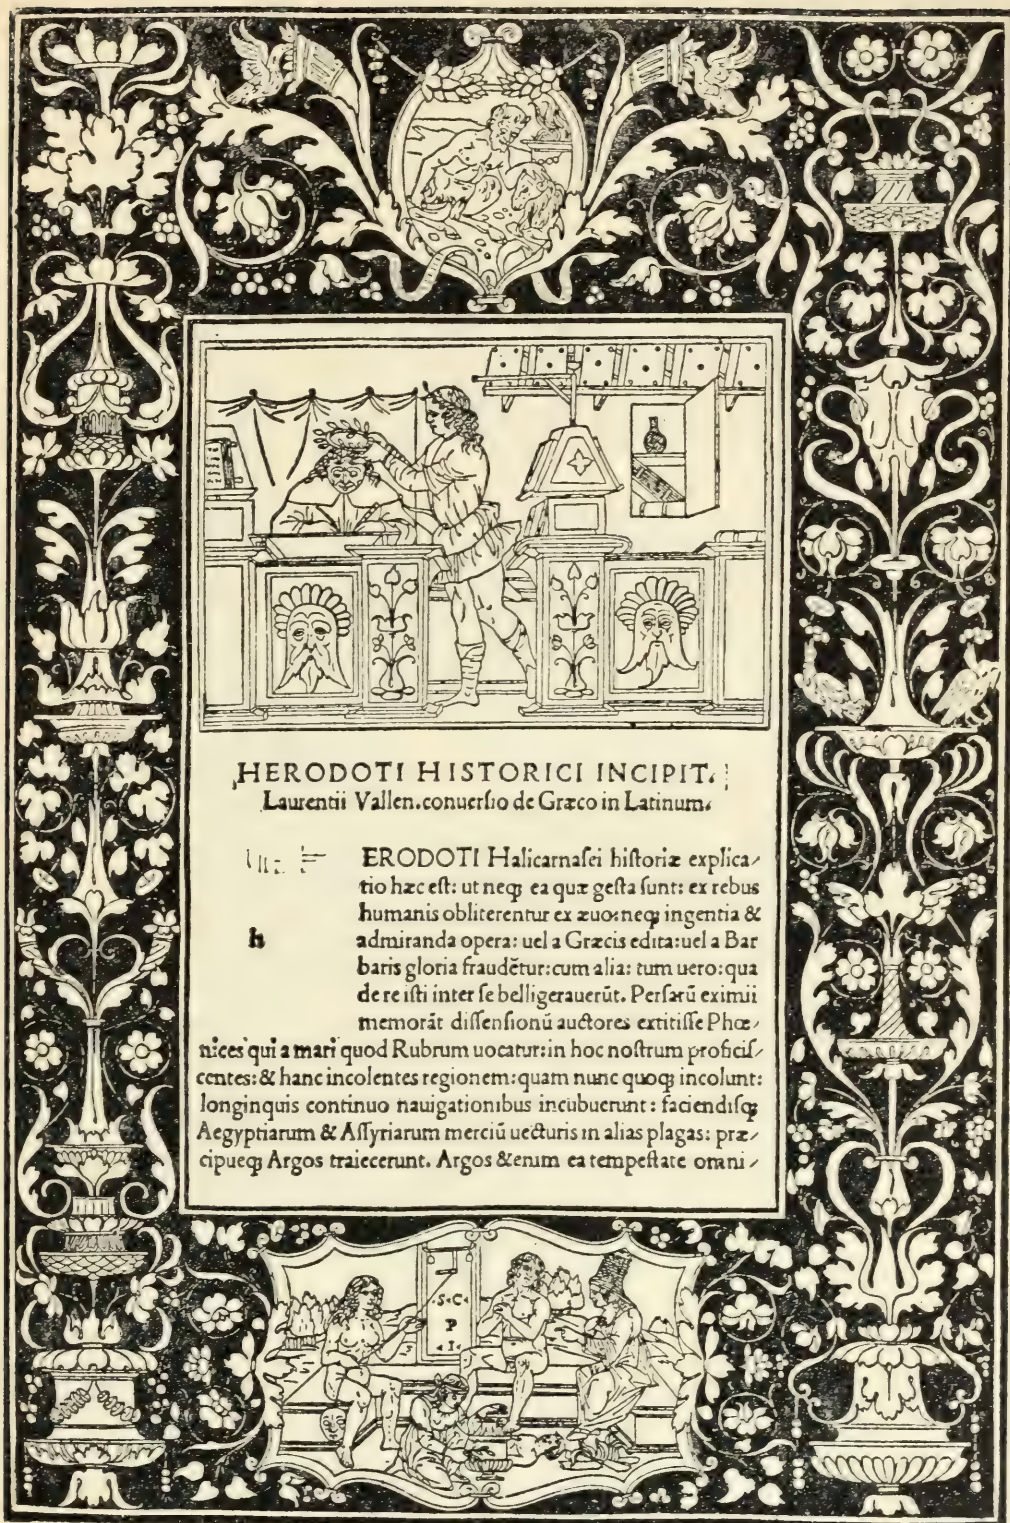 HERODOTI HISTORICI INCIPIT.
Laurentii Vallen.conuerſio de Græco in Latinum.
h
ERODOTI Halicarnaſei hiſtoriæ explica/
tio hæc eſt: ut neq; ea quæ geſta ſunt: ex rebus
humanis obliterentur ex æuo:neq; ingentia &
admiranda opera: uel a Græcis edita:uel a Bar
baris gloria fraudētur:cum alia: tum uero:qua
de re iſti inter ſe belligerauerūt. Perſarū eximii
memorāt diſſenſionū auctores extitiſſe Phœ/
nices qui a mari quod Rubrum uocatur:in hoc noſtrum proficiſ/
centes:& hanc incolentes regionem:quam nunc quoq; incolunt:
longinquis continuo nauigationibus incubuerunt: faciendiſq;
Aegyptiarum & Aſſyriarum merciū uecturis in alias plagas: præ/
cipueq; Argos traiecerunt. Argos &enim ea tempeſtate omni/
·S·C·
P
·I·